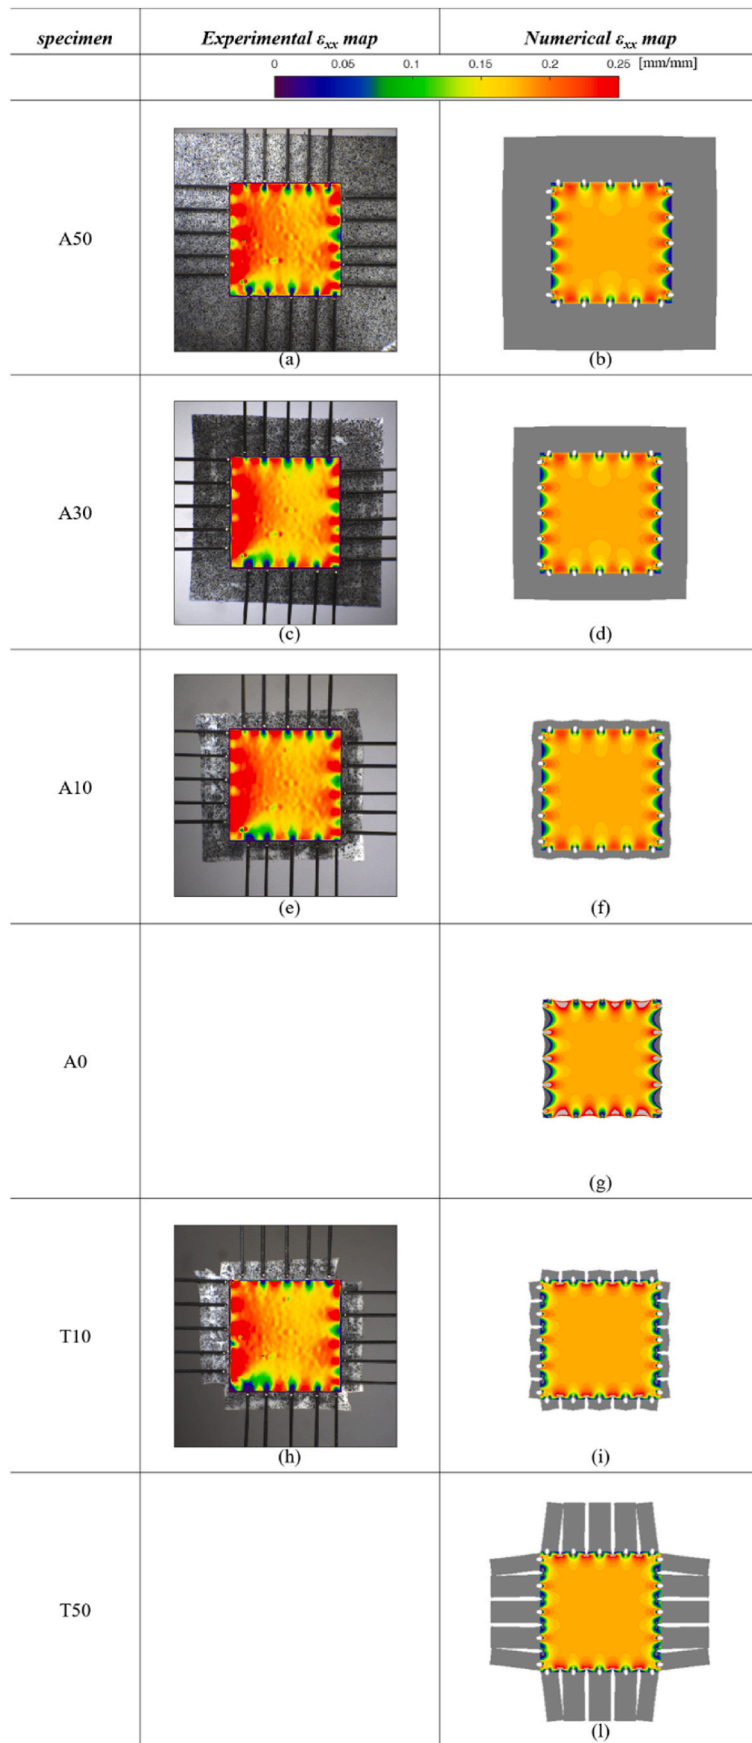 specimen Experimental εxx map Numerical εxx map
0 0.05 0.1 0.15 0.2 0.25 [mm/mm]
A50
(a) (b)
A30
(c) (d)
A10
(e) (f)
A0
(g)
T10
(h) (i)
T50
(l)